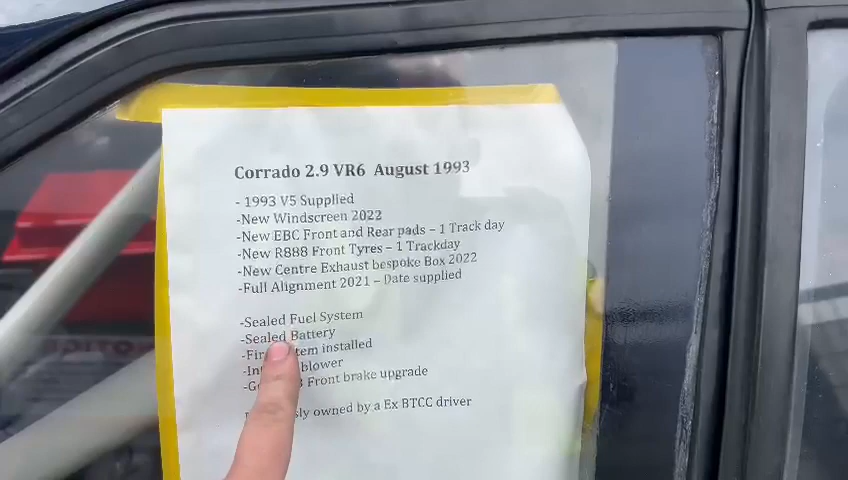 Corrado 2.9 VR6 August 1993
- 1993 V5 Supplied
-New Windscreen 2022
-New EBC Front and Rear pads – 1 Track day
-New R888 Front Tyres – 1 Trackday
-New Centre Exhaust bespoke Box 2022
-Full Alignment 2021 – Date supplied
-Sealed Fuel System
-Sealed Battery
installed
blower
Front brake upgrade
owned by a Ex BTCC driver
NOTICE